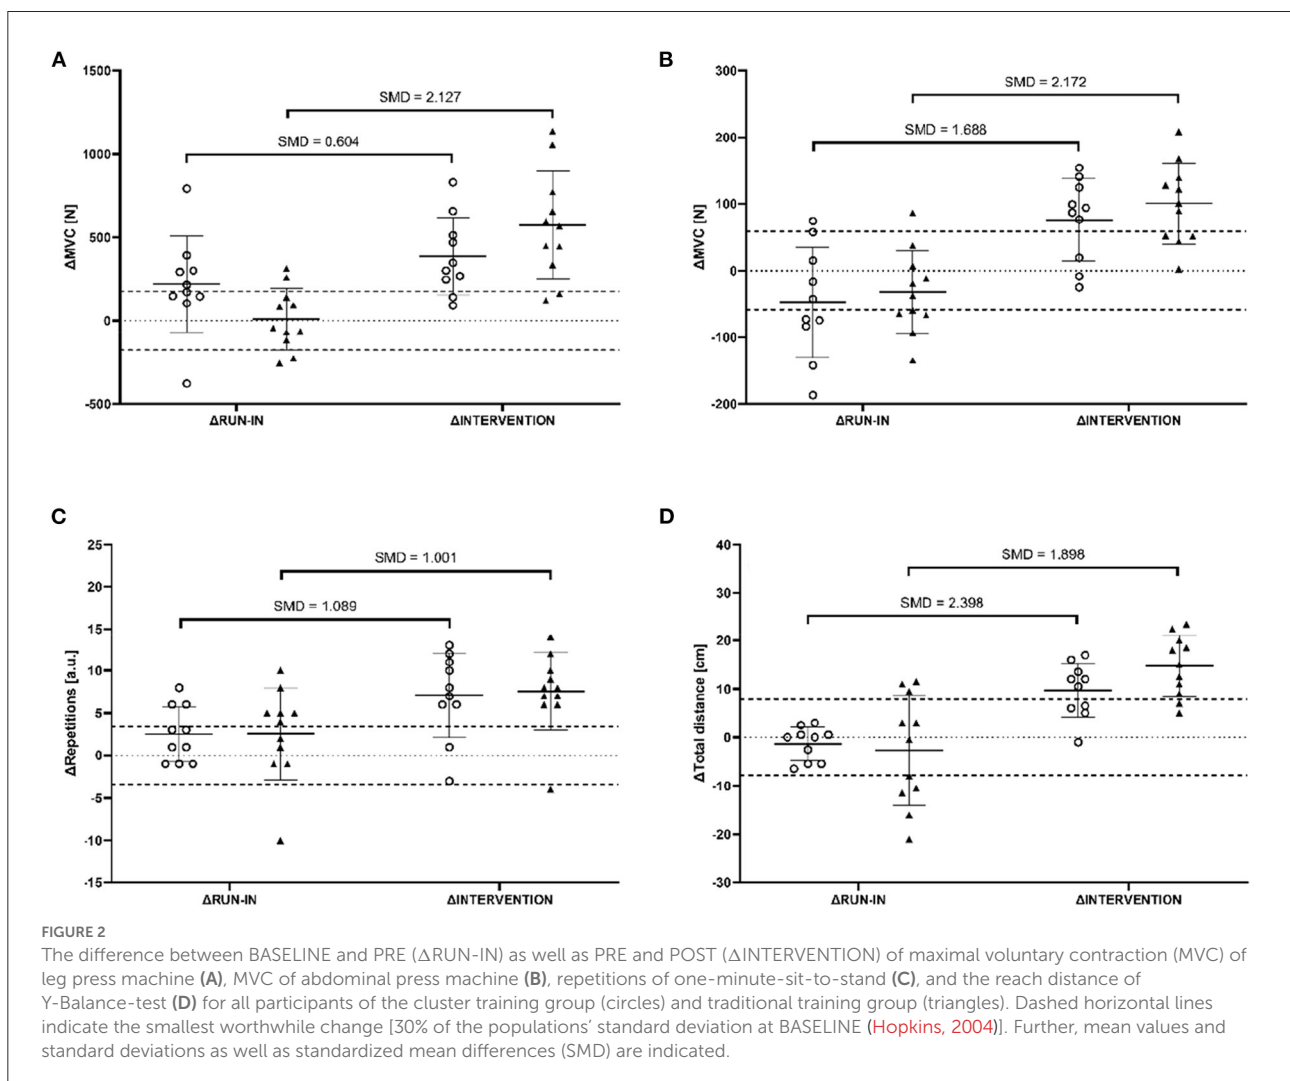 A
1500
1000
500
0
-500
ΔMVC [N]
SMD = 2.127
SMD = 0.604
ΔRUN-IN
ΔINTERVENTION
B
300
200
100
0
-100
-200
ΔMVC [N]
SMD = 2.172
SMD = 1.688
ΔRUN-IN
ΔINTERVENTION
C
25
20
15
10
5
0
-5
-10
-15
ΔRepetitions [a.u.]
SMD = 1.001
SMD = 1.089
ΔRUN-IN
ΔINTERVENTION
D
40
30
20
10
0
-10
-20
-30
ΔTotal distance [cm]
SMD = 1.898
SMD = 2.398
ΔRUN-IN
ΔINTERVENTION
FIGURE 2
The difference between BASELINE and PRE (ΔRUN-IN) as well as PRE and POST (ΔINTERVENTION) of maximal voluntary contraction (MVC) of
leg press machine (A), MVC of abdominal press machine (B), repetitions of one-minute-sit-to-stand (C), and the reach distance of
Y-Balance-test (D) for all participants of the cluster training group (circles) and traditional training group (triangles). Dashed horizontal lines
indicate the smallest worthwhile change [30% of the populations' standard deviation at BASELINE (Hopkins, 2004)]. Further, mean values and
standard deviations as well as standardized mean differences (SMD) are indicated.